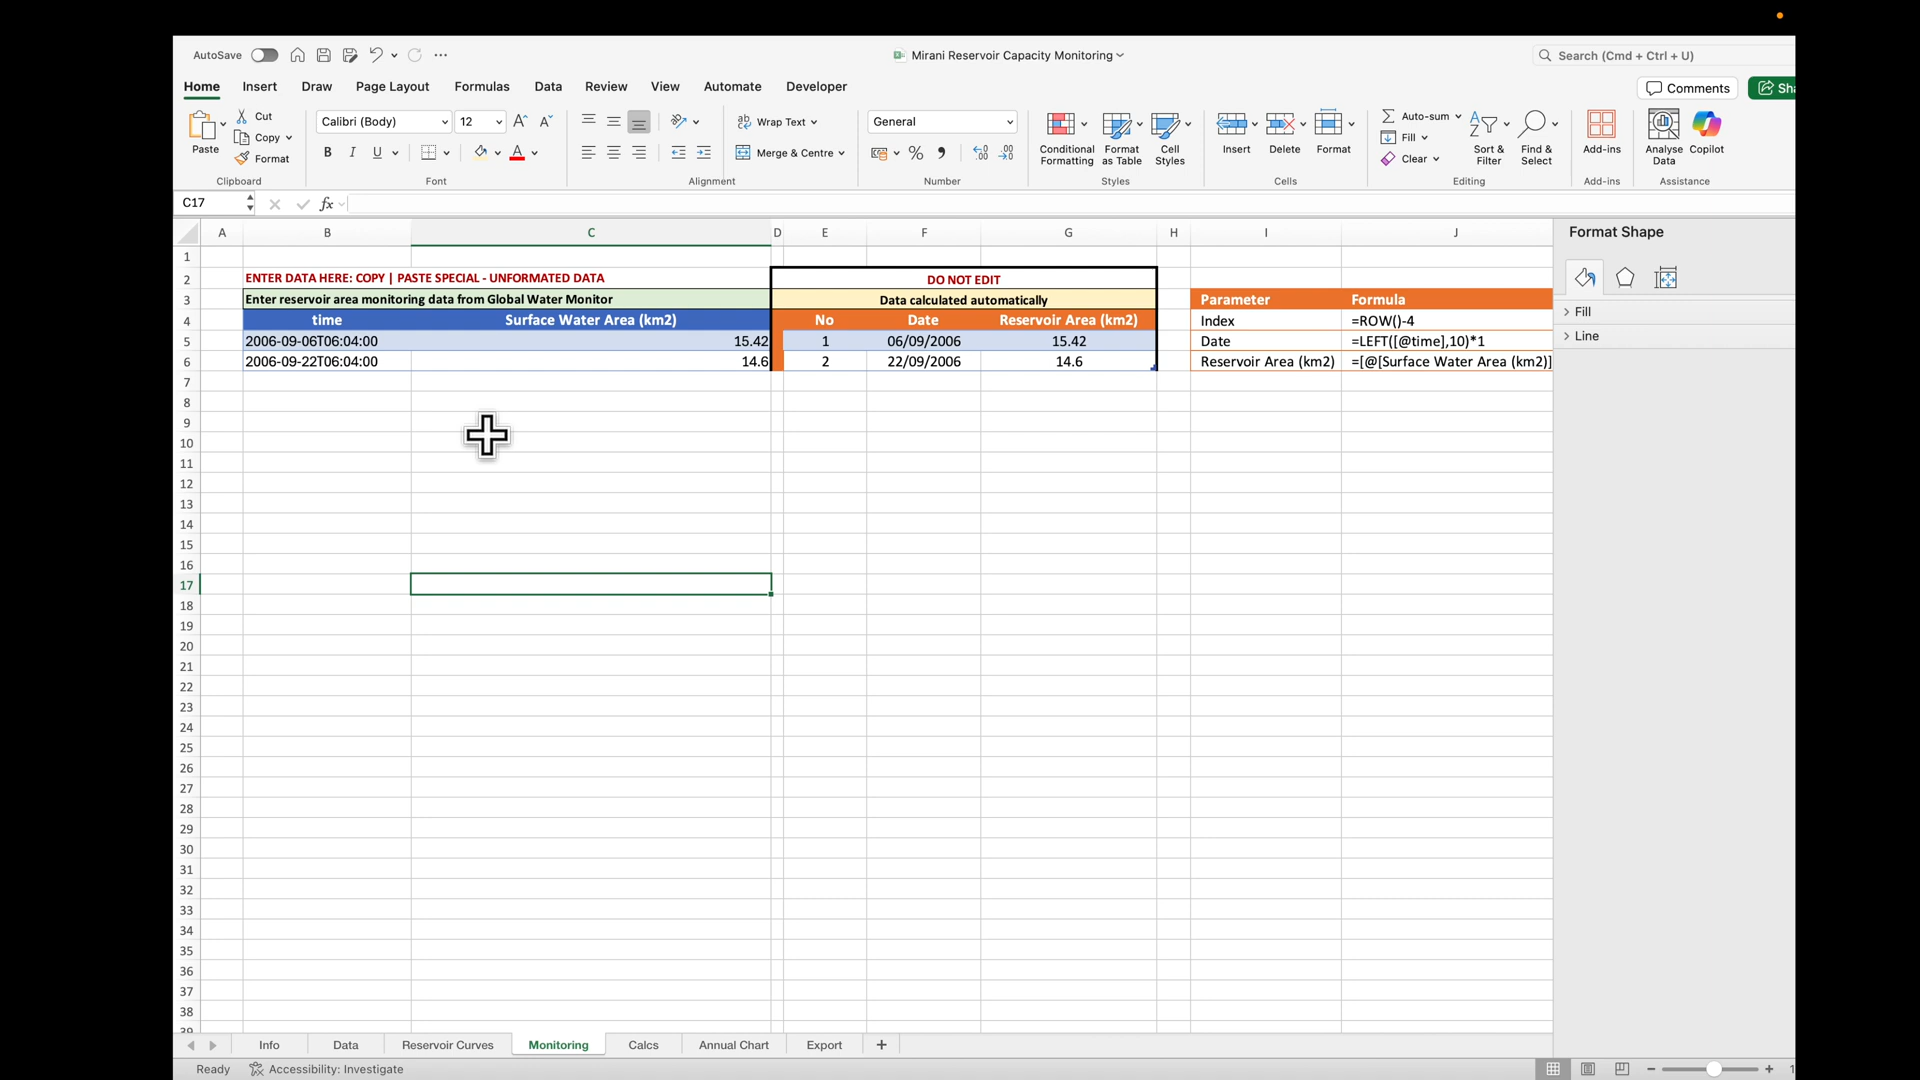 AutoSave
Mirani Reservoir Capacity Monitoring
Search (Cmd + Ctrl + U)
Home Insert Draw Page Layout Formulas Data Review View Automate Developer
Comments
Sha
Paste
Cut
Copy
Format
Calibri (Body) 12
B I U
Wrap Text
Merge & Centre
General
Conditional Formatting
Format as Table
Cell Styles
Insert
Delete
Format
Auto-sum
Fill
Clear
Sort & Filter
Find & Select
Add-ins
Analyse Data
Copilot
Clipboard Font Alignment Number Styles Cells Editing Add-ins Assistance
C17 fx
A B C D E F G H I J
Format Shape
Fill
Line
1
2 ENTER DATA HERE: COPY | PASTE SPECIAL - UNFORMATED DATA DO NOT EDIT
3 Enter reservoir area monitoring data from Global Water Monitor Data calculated automatically Parameter Formula
4 time Surface Water Area (km2) No Date Reservoir Area (km2) Index =ROW()-4
5 2006-09-06T06:04:00 15.42 1 06/09/2006 15.42 Date =LEFT([@time],10)*1
6 2006-09-22T06:04:00 14.6 2 22/09/2006 14.6 Reservoir Area (km2) =[@[Surface Water Area (km2)]
7
8
9
10
11
12
13
14
15
16
17
18
19
20
21
22
23
24
25
26
27
28
29
30
31
32
33
34
35
36
37
38
39
Info Data Reservoir Curves Monitoring Calcs Annual Chart Export
Ready Accessibility: Investigate